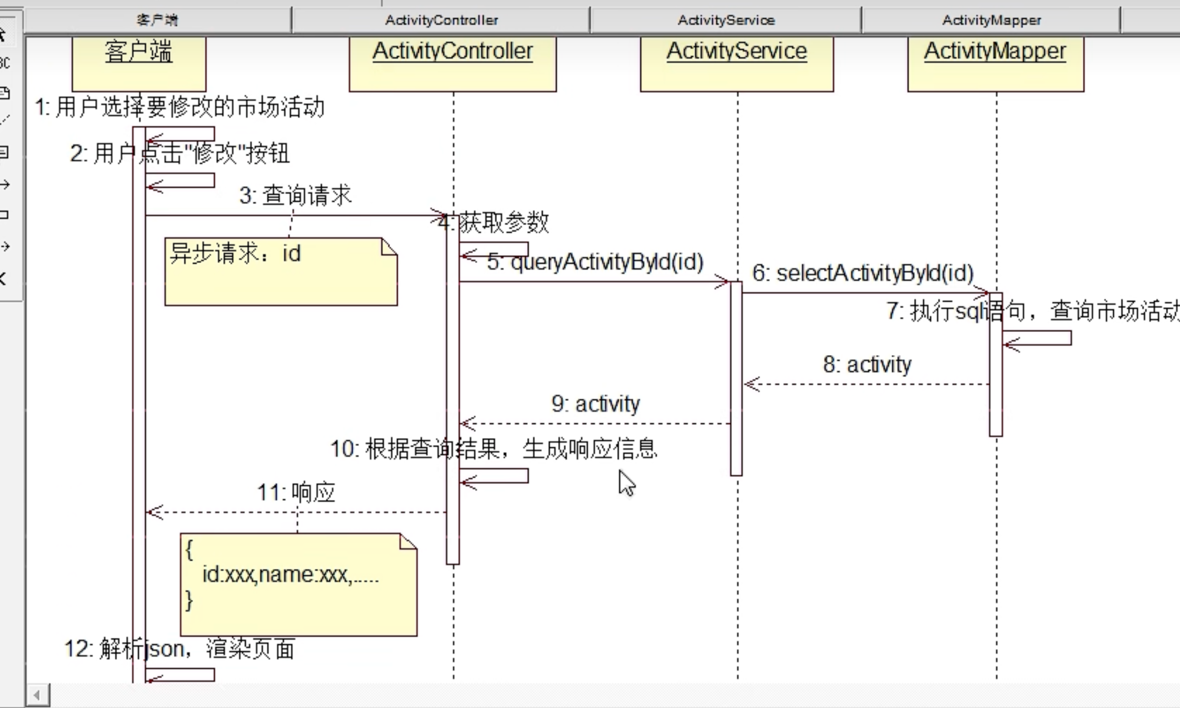 客户端
ActivityController
ActivityService
ActivityMapper
客户端
ActivityController
ActivityService
ActivityMapper
1: 用户选择要修改的市场活动
2: 用户点击"修改"按钮
3: 查询请求
异步请求：id
4: 获取参数
5: queryActivityById(id)
6: selectActivityById(id)
7: 执行sql语句，查询市场活动
8: activity
9: activity
10: 根据查询结果，生成响应信息
11: 响应
{
id:xxx,name:xxx,.....
}
12: 解析json，渲染页面